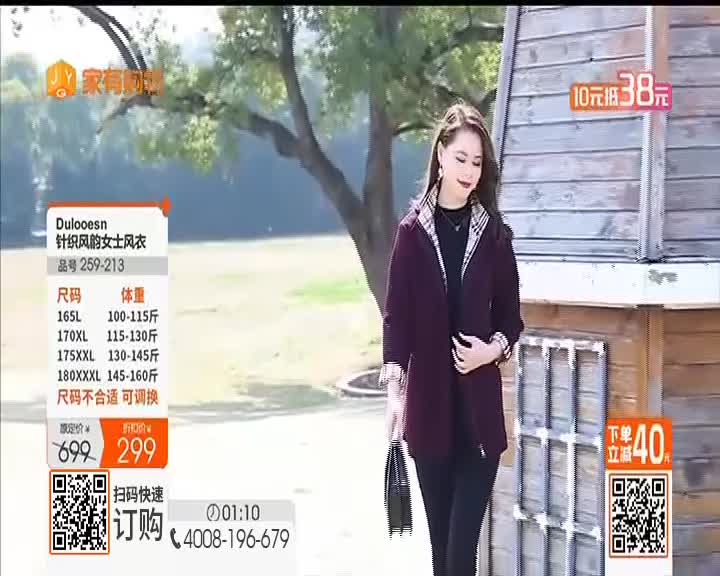 JYG 家有购物
10元抵38元
Dulooesn
针织风韵女士风衣
品号 259-213
尺码 体重
165L 100-115斤
170XL 115-130斤
175XXL 130-145斤
180XXXL 145-160斤
尺码不合适 可调换
原定价¥ 折扣价¥
699 299
扫码快速
订购
01:10
4008-196-679
下单
立减40元